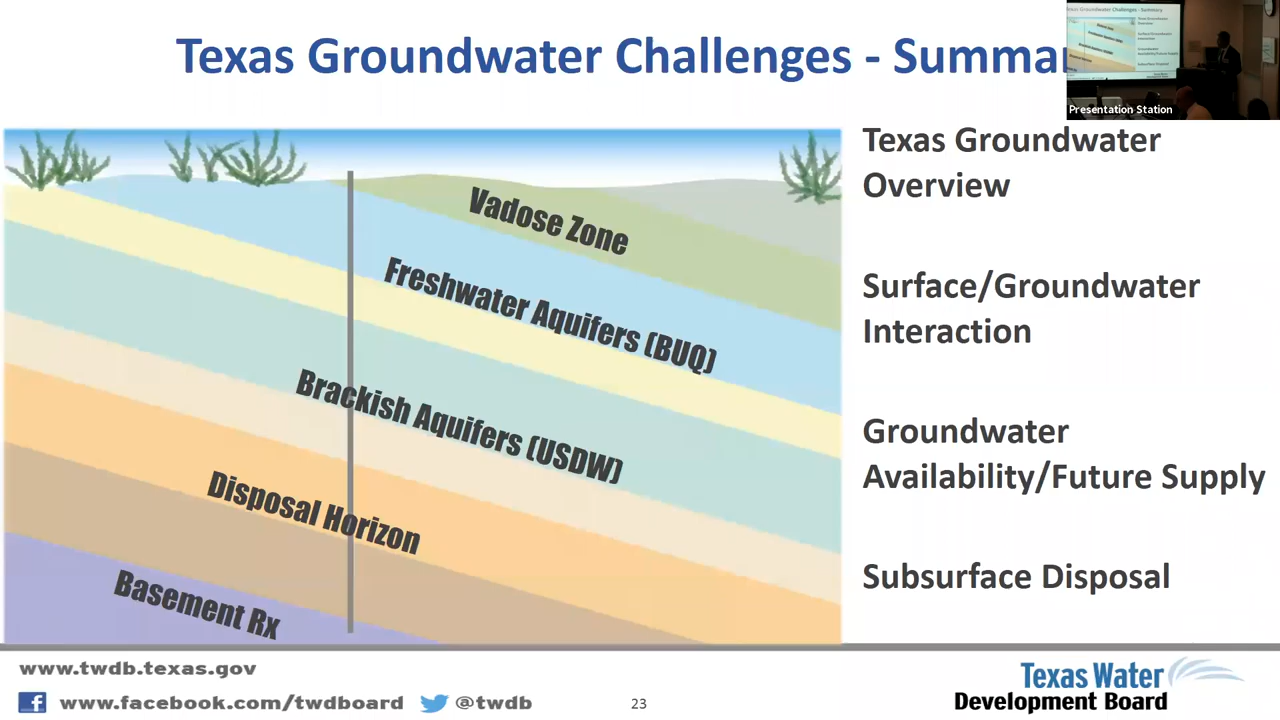 Texas Groundwater Challenges - Summa
Presentation Station
Texas Groundwater
Overview
Surface/Groundwater
Interaction
Groundwater
Availability/Future Supply
Subsurface Disposal
Vadose Zone
Freshwater Aquifers (BUQ)
Brackish Aquifers (USDW)
Disposal Horizon
Basement Rx
www.twdb.texas.gov
www.facebook.com/twdboard
@twdb
23
Texas Water
Development Board